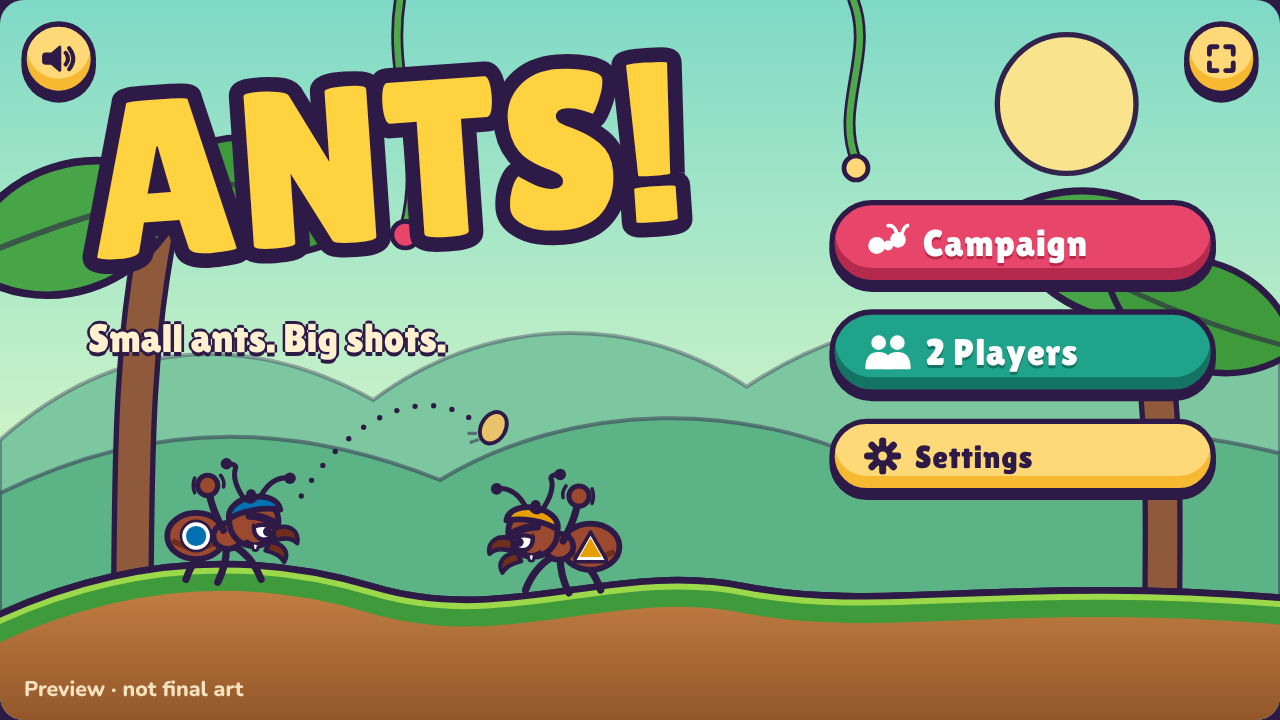 ANTS!
Small ants. Big shots.
Campaign
2 Players
Settings
Preview · not final art